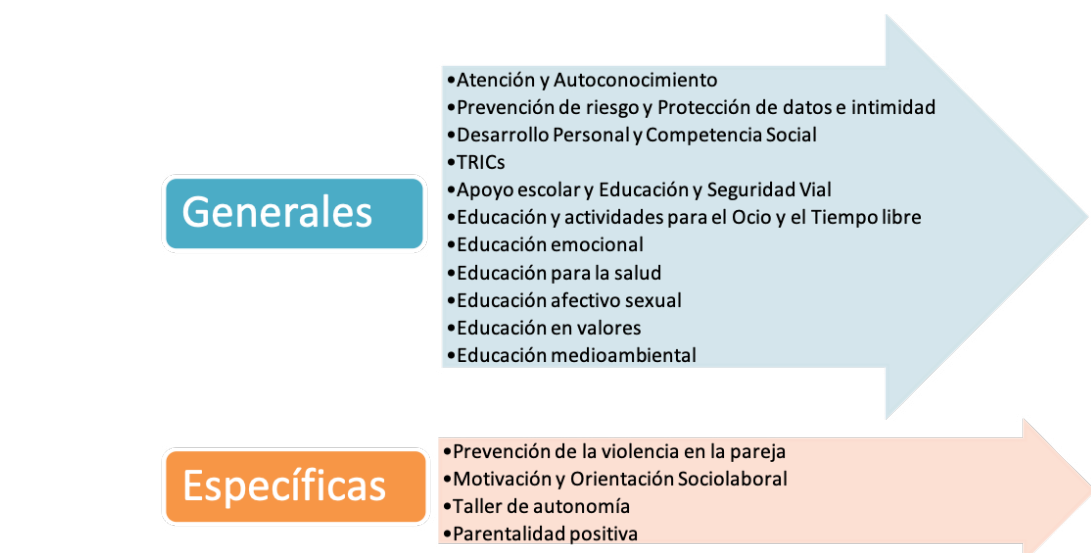 Generales
•Atención y Autoconocimiento
•Prevención de riesgo y Protección de datos e intimidad
•Desarrollo Personal y Competencia Social
•TRICs
•Apoyo escolar y Educación y Seguridad Vial
•Educación y actividades para el Ocio y el Tiempo libre
•Educación emocional
•Educación para la salud
•Educación afectivo sexual
•Educación en valores
•Educación medioambiental
Específicas
•Prevención de la violencia en la pareja
•Motivación y Orientación Sociolaboral
•Taller de autonomía
•Parentalidad positiva